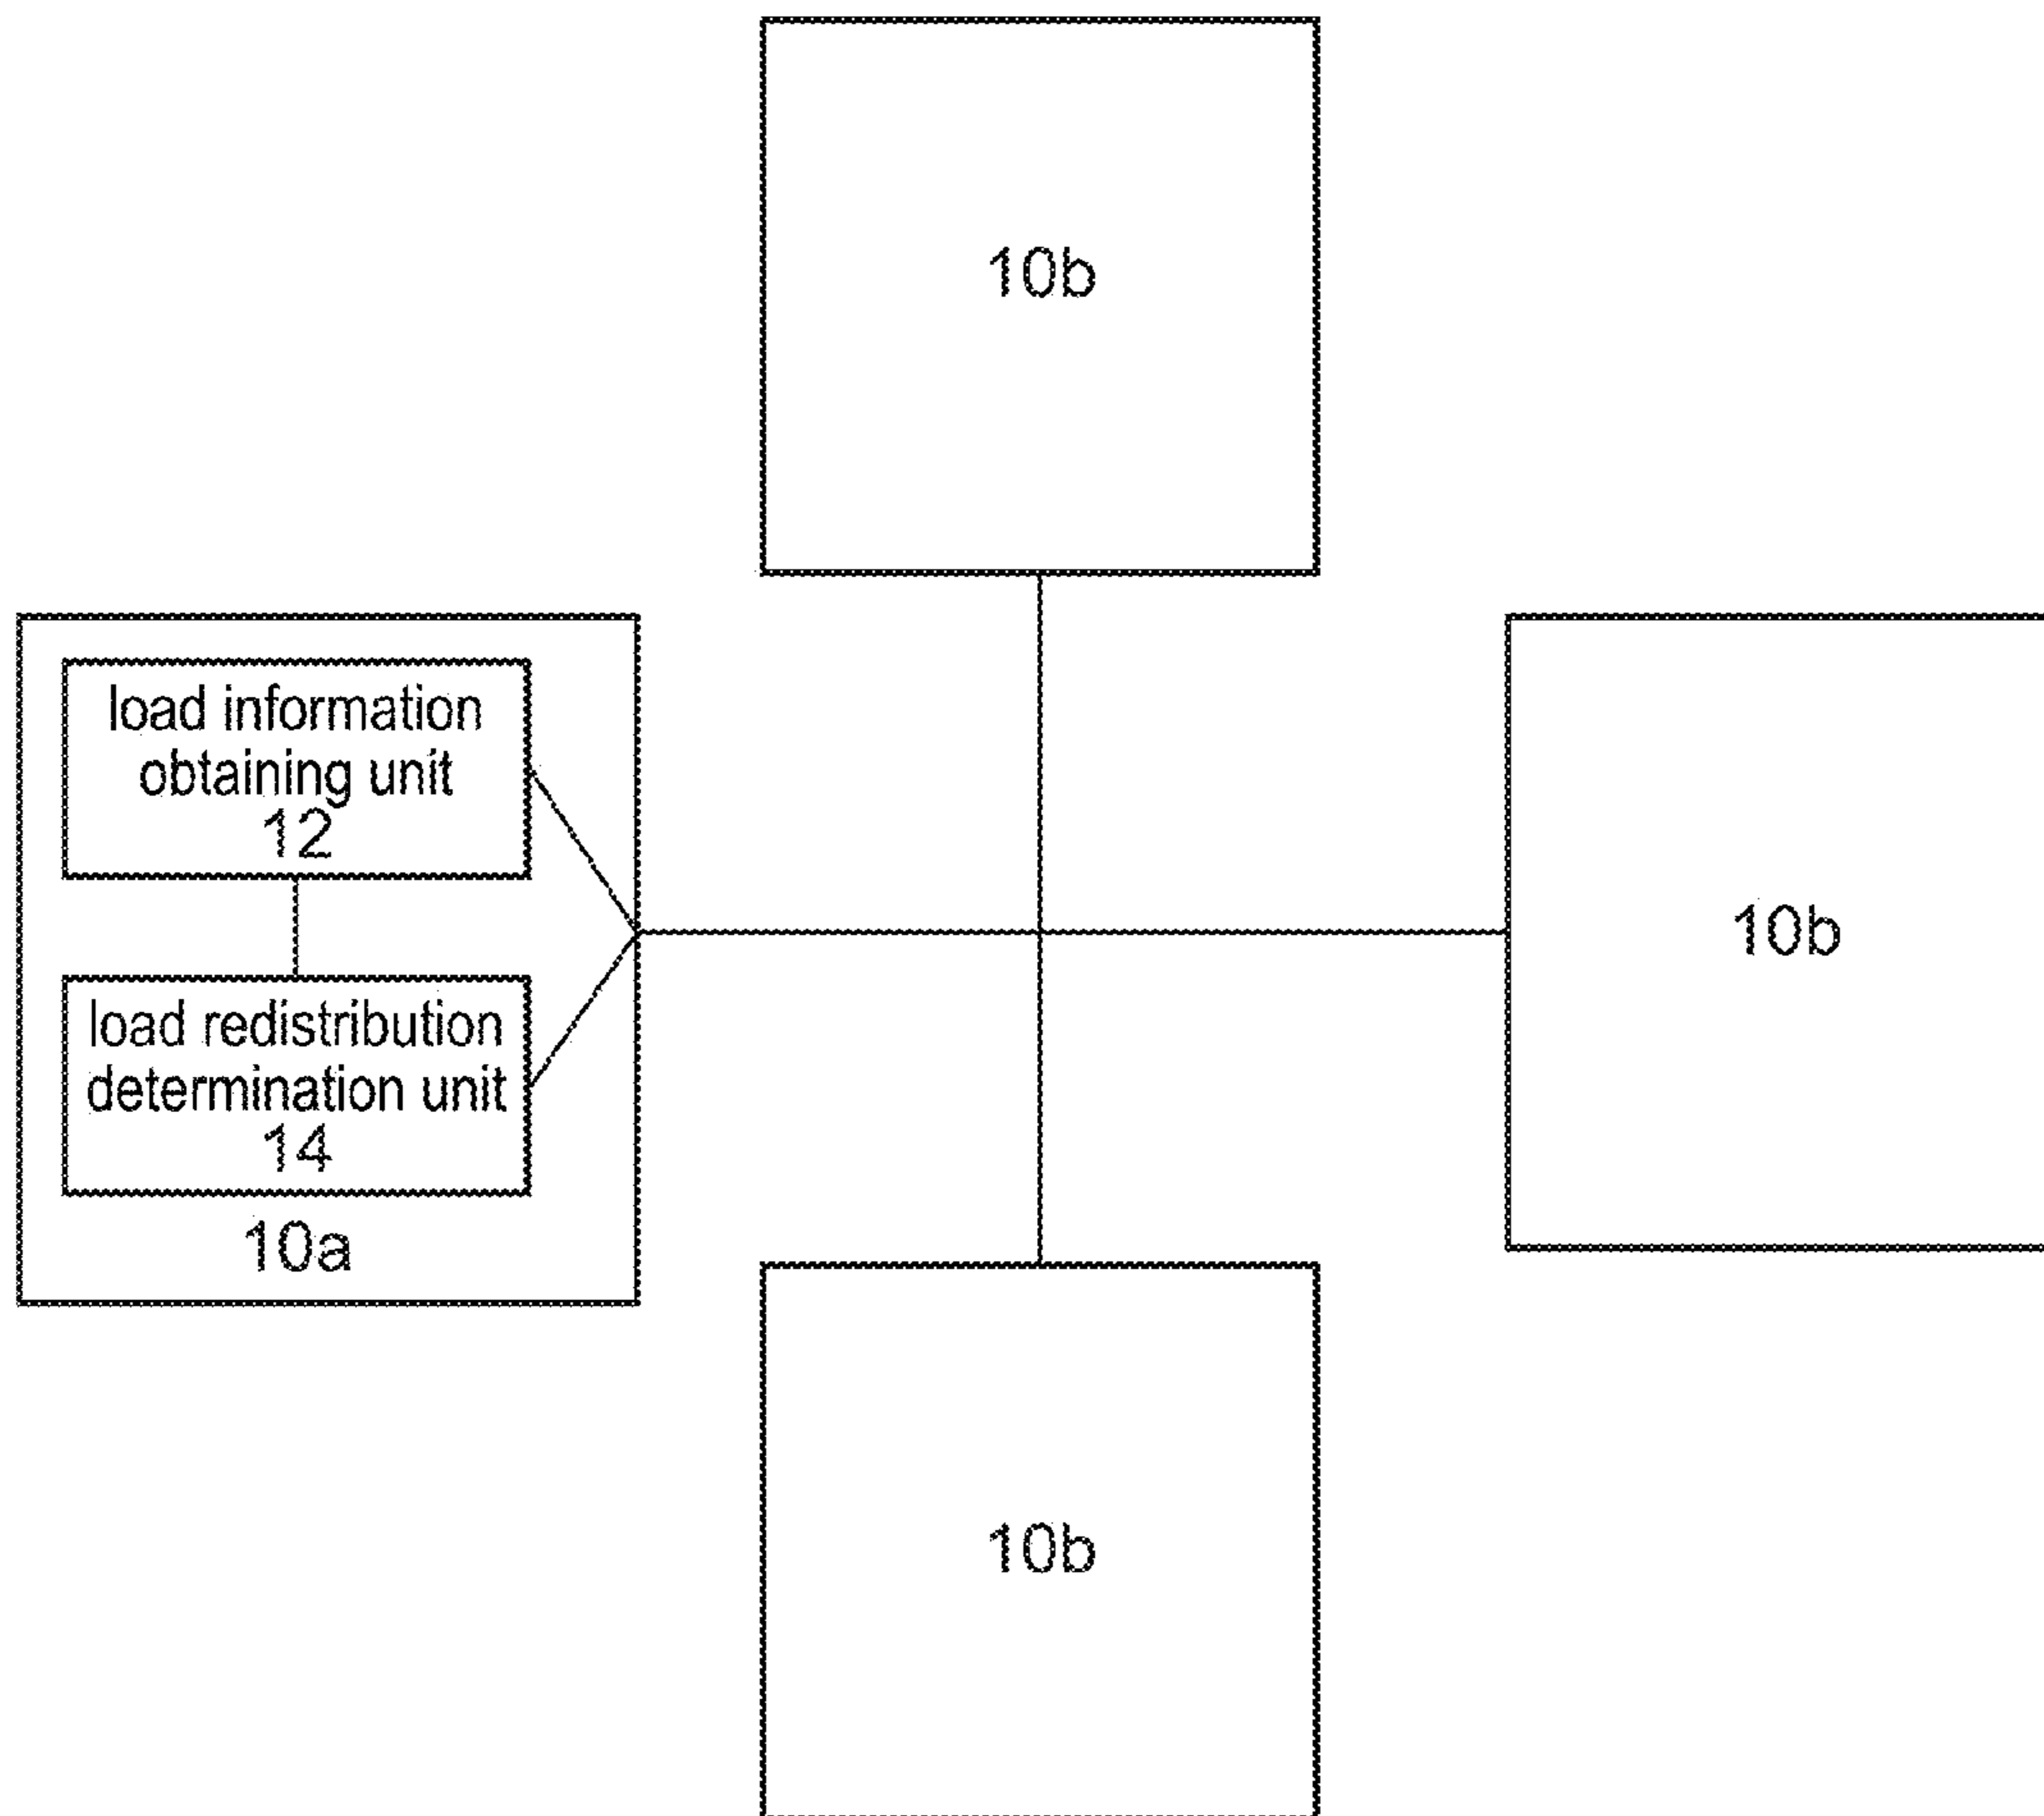 10b
load information
obtaining unit
12
load redistribution
determination unit
14
10a
10b
10b